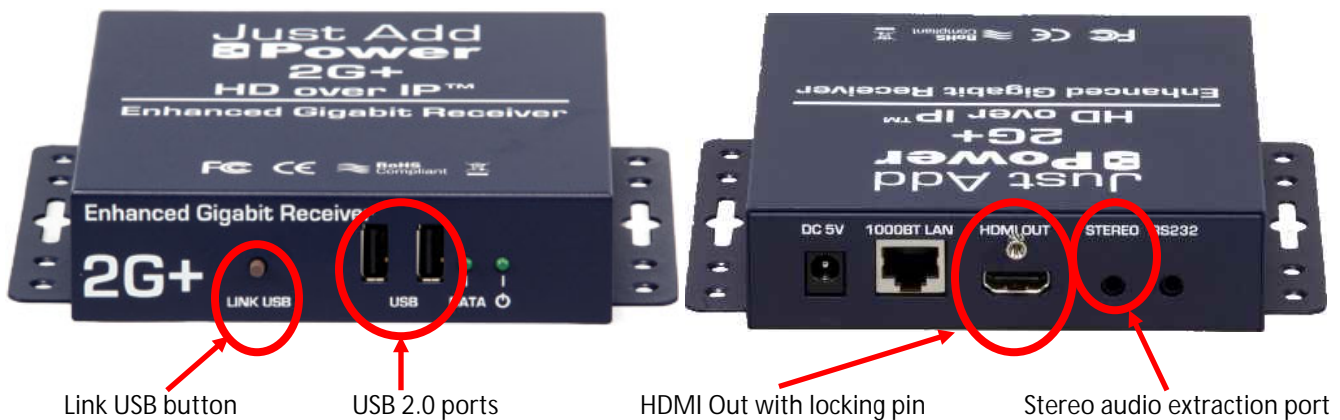 Just Add
Power
2G+
HD over IP™
Enhanced Gigabit Receiver
FC CE RoHS Compliant
Enhanced Gigabit Receiver
2G+
LINK USB
USB
DATA
Just Add
Power
2G+
HD over IP™
Enhanced Gigabit Receiver
FC CE RoHS Compliant
DC 5V
1000BT LAN
HDMI OUT
STEREO
RS232
Link USB button
USB 2.0 ports
HDMI Out with locking pin
Stereo audio extraction port